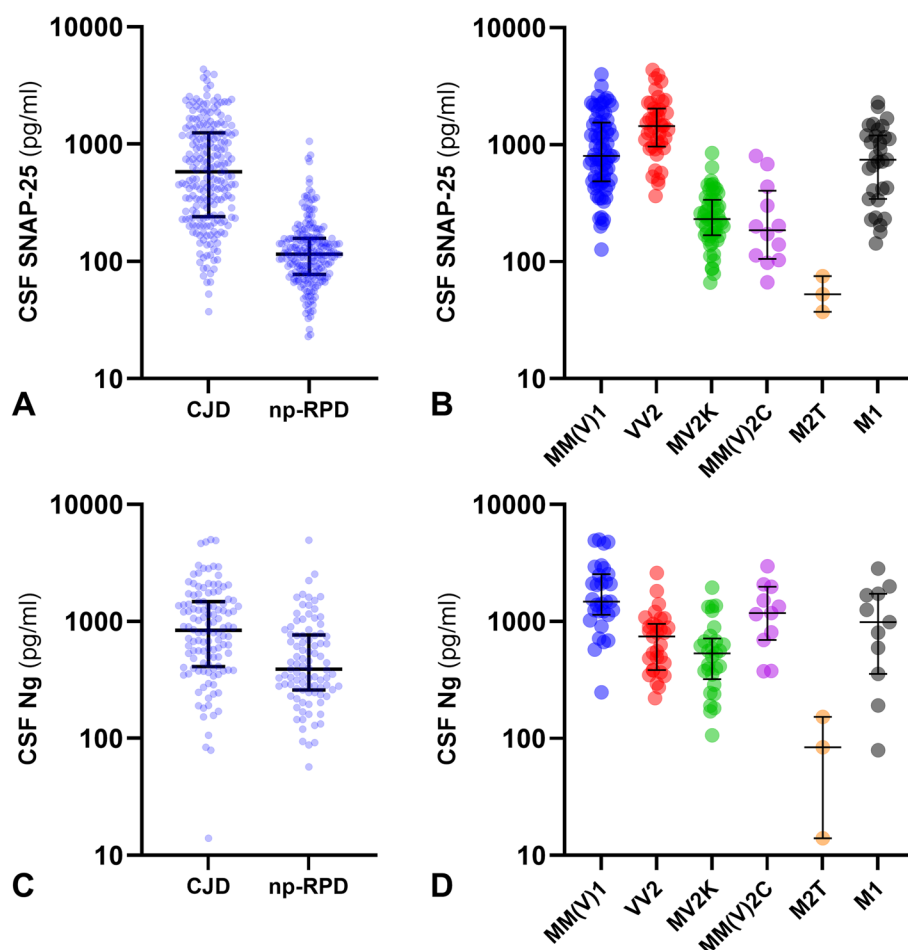 10000
1000
100
10
CSF SNAP-25 (pg/ml)
A
CJD
np-RPD
10000
1000
100
10
CSF SNAP-25 (pg/ml)
B
MM(V)1
VV2
MV2K
MM(V)2C
M2T
M1
10000
1000
100
10
CSF Ng (pg/ml)
C
CJD
np-RPD
10000
1000
100
10
CSF Ng (pg/ml)
D
MM(V)1
VV2
MV2K
MM(V)2C
M2T
M1